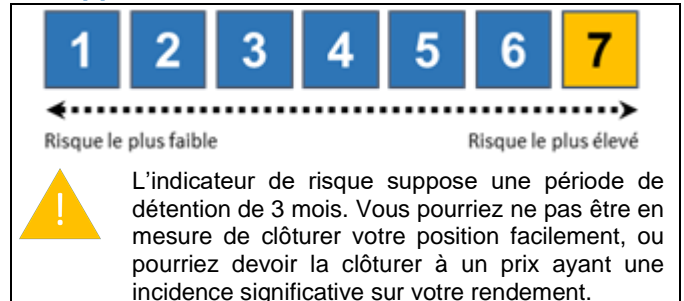 1 2 3 4 5 6 7
Risque le plus faible Risque le plus élevé
!
L'indicateur de risque suppose une période de
détention de 3 mois. Vous pourriez ne pas être en
mesure de clôturer votre position facilement, ou
pourriez devoir la clôturer à un prix ayant une
incidence significative sur votre rendement.